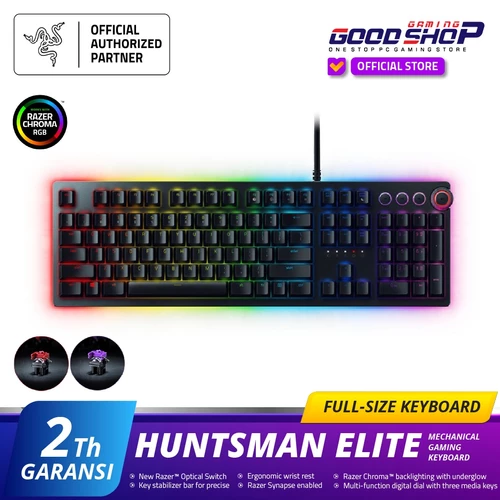 OFFICIAL
AUTHORIZED
PARTNER
GAMING
GOODSHOP
ONE STOP PC GAMING STORE
OFFICIAL STORE
RAZER
CHROMA
RGB
FULL-SIZE KEYBOARD
2Th
GARANSI
HUNTSMAN ELITE
MECHANICAL
GAMING
KEYBOARD
• New Razer™ Optical Switch
• Key stabilizer bar for precise
• Ergonomic wrist rest
• Razer Synapse enabled
• Razer Chroma™ backlighting with underglow
• Multi-function digital dial with three media keys